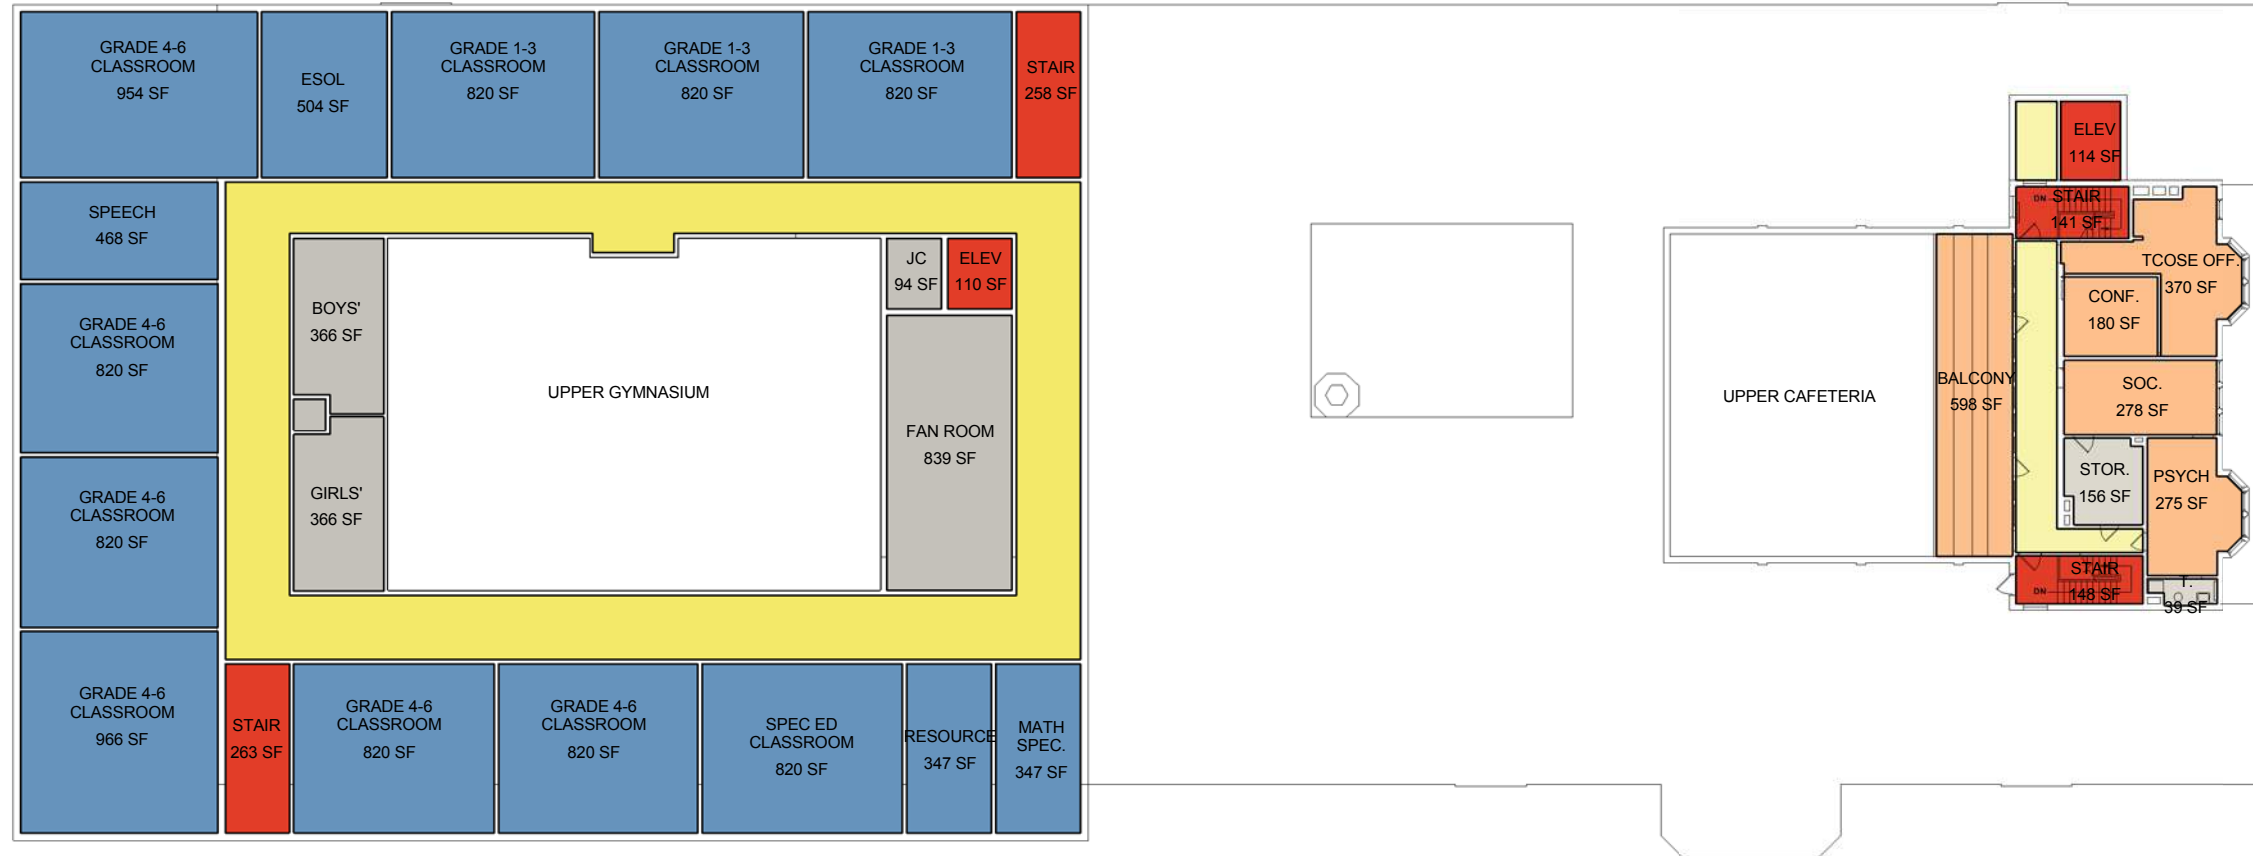 GRADE 4-6
CLASSROOM
954 SF
ESOL
504 SF
GRADE 1-3
CLASSROOM
820 SF
GRADE 1-3
CLASSROOM
820 SF
GRADE 1-3
CLASSROOM
820 SF
STAIR
258 SF
SPEECH
468 SF
GRADE 4-6
CLASSROOM
820 SF
GRADE 4-6
CLASSROOM
820 SF
GRADE 4-6
CLASSROOM
966 SF
BOYS'
366 SF
GIRLS'
366 SF
UPPER GYMNASIUM
JC
94 SF
ELEV
110 SF
FAN ROOM
839 SF
STAIR
263 SF
GRADE 4-6
CLASSROOM
820 SF
GRADE 4-6
CLASSROOM
820 SF
SPEC ED
CLASSROOM
820 SF
RESOURCE
347 SF
MATH
SPEC.
347 SF
UPPER CAFETERIA
BALCONY
598 SF
ELEV
114 SF
DN
STAIR
141 SF
TCOSE OFF.
370 SF
CONF.
180 SF
SOC.
278 SF
STOR.
156 SF
PSYCH
275 SF
DN
STAIR
148 SF
T.
39 SF